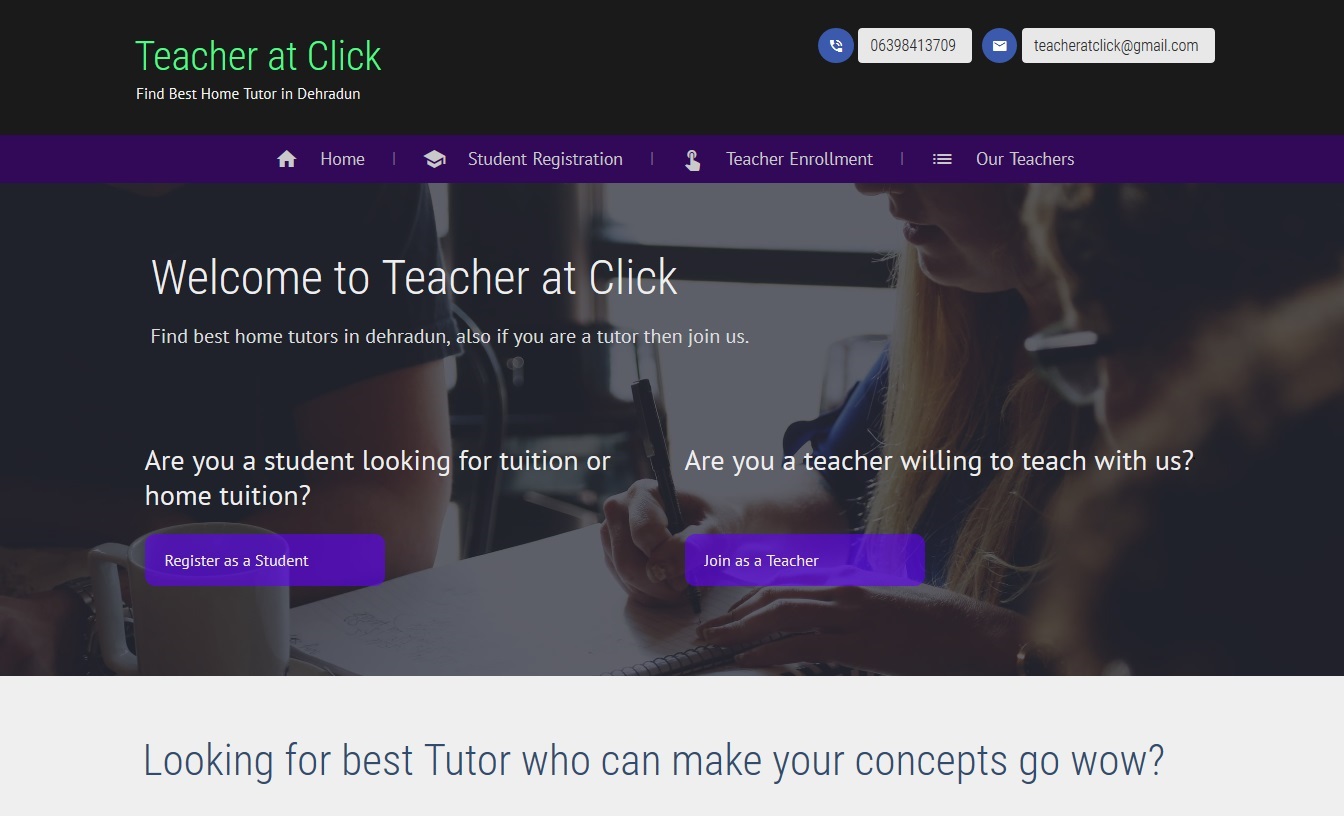 Teacher at Click
Find Best Home Tutor in Dehradun
06398413709
teacheratclick@gmail.com
Home | Student Registration | Teacher Enrollment | Our Teachers
Welcome to Teacher at Click
Find best home tutors in dehradun, also if you are a tutor then join us.
Are you a student looking for tuition or
home tuition?
Register as a Student
Are you a teacher willing to teach with us?
Join as a Teacher
Looking for best Tutor who can make your concepts go wow?